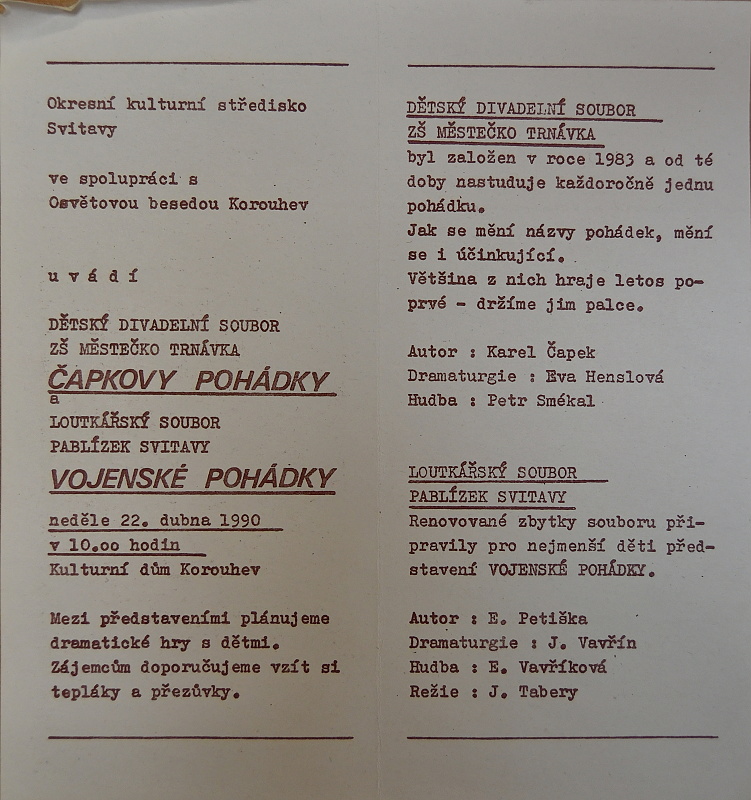 Okresní kulturní středisko
Svitavy
ve spolupráci s
Osvětovou besedou Korouhev
u v á d í
DĚTSKÝ DIVADELNÍ SOUBOR
ZŠ MĚSTEČKO TRNÁVKA
ČAPKOVY POHÁDKY
a
LOUTKÁŘSKÝ SOUBOR
PABLÍZEK SVITAVY
VOJENSKÉ POHÁDKY
neděle 22. dubna 1990
v 10.oo hodin
Kulturní dům Korouhev
Mezi představeními plánujeme
dramatické hry s dětmi.
Zájemcům doporučujeme vzít si
tepláky a přezůvky.
DĚTSKÝ DIVADELNÍ SOUBOR
ZŠ MĚSTEČKO TRNÁVKA
byl založen v roce 1983 a od té
doby nastuduje každoročně jednu
pohádku.
Jak se mění názvy pohádek, mění
se i účinkující.
Většina z nich hraje letos po-
prvé - držíme jim palce.
Autor : Karel Čapek
Dramaturgie : Eva Henslová
Hudba : Petr Smékal
LOUTKÁŘSKÝ SOUBOR
PABLÍZEK SVITAVY
Renovované zbytky souboru při-
pravily pro nejmenší děti před-
stavení VOJENSKÉ POHÁDKY.
Autor : E. Petiška
Dramaturgie : J. Vavřín
Hudba : E. Vavříková
Režie : J. Tabery